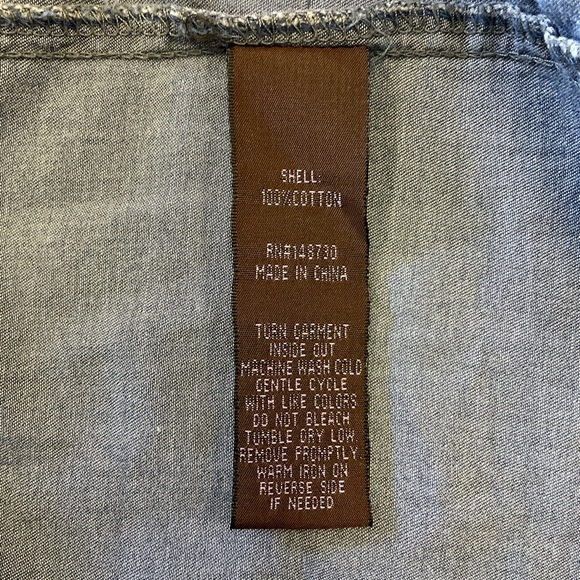 SHELL:
100%COTTON
RN#148730
MADE IN CHINA
TURN GARMENT
INSIDE OUT
MACHINE WASH COLD
GENTLE CYCLE
WITH LIKE COLORS
DO NOT BLEACH
TUMBLE DRY LOW.
REMOVE PROMPTLY.
WARM IRON ON
REVERSE SIDE
IF NEEDED